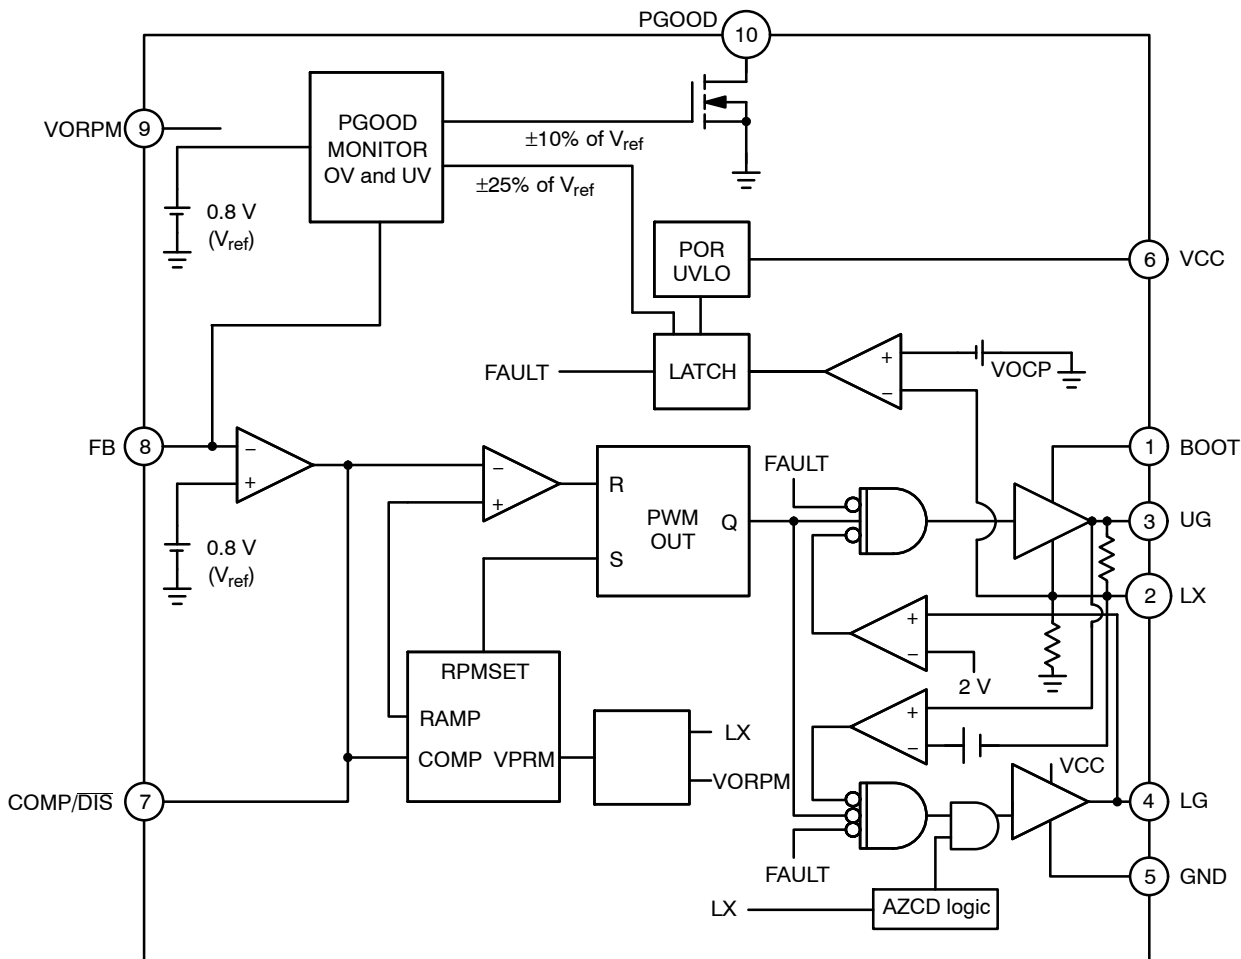 PGOOD
10
VORPM
9
PGOOD
MONITOR
OV and UV
±10% of Vref
±25% of Vref
0.8 V
(Vref)
POR
UVLO
6
VCC
FAULT
LATCH
+
−
VOCP
FB
8
−
+
−
+
R
S
PWM
OUT
Q
FAULT
1
BOOT
3
UG
2
LX
0.8 V
(Vref)
+
−
2 V
RPMSET
RAMP
COMP
VPRM
LX
VORPM
+
−
VCC
COMP/D̅I̅S̅
7
4
LG
FAULT
5
GND
LX
AZCD logic